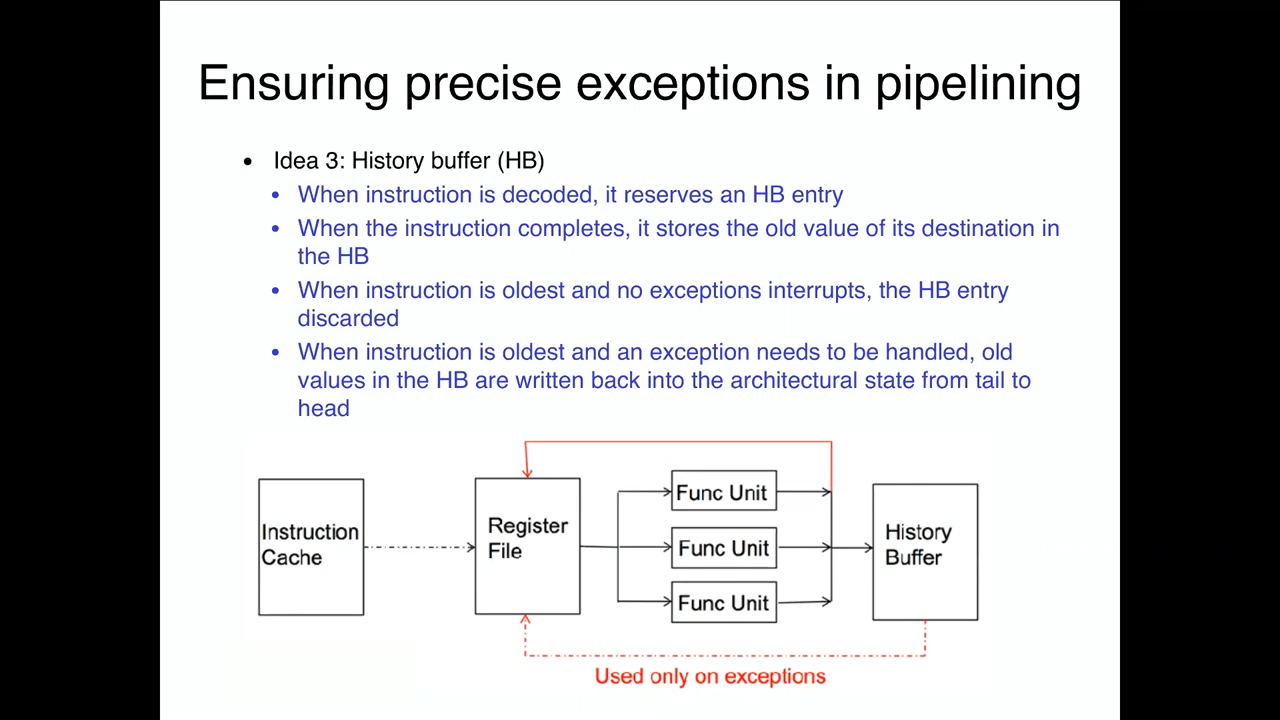 Ensuring precise exceptions in pipelining
• Idea 3: History buffer (HB)
• When instruction is decoded, it reserves an HB entry
• When the instruction completes, it stores the old value of its destination in
the HB
• When instruction is oldest and no exceptions interrupts, the HB entry
discarded
• When instruction is oldest and an exception needs to be handled, old
values in the HB are written back into the architectural state from tail to
head
Instruction
Cache
Register
File
Func Unit
Func Unit
Func Unit
History
Buffer
Used only on exceptions